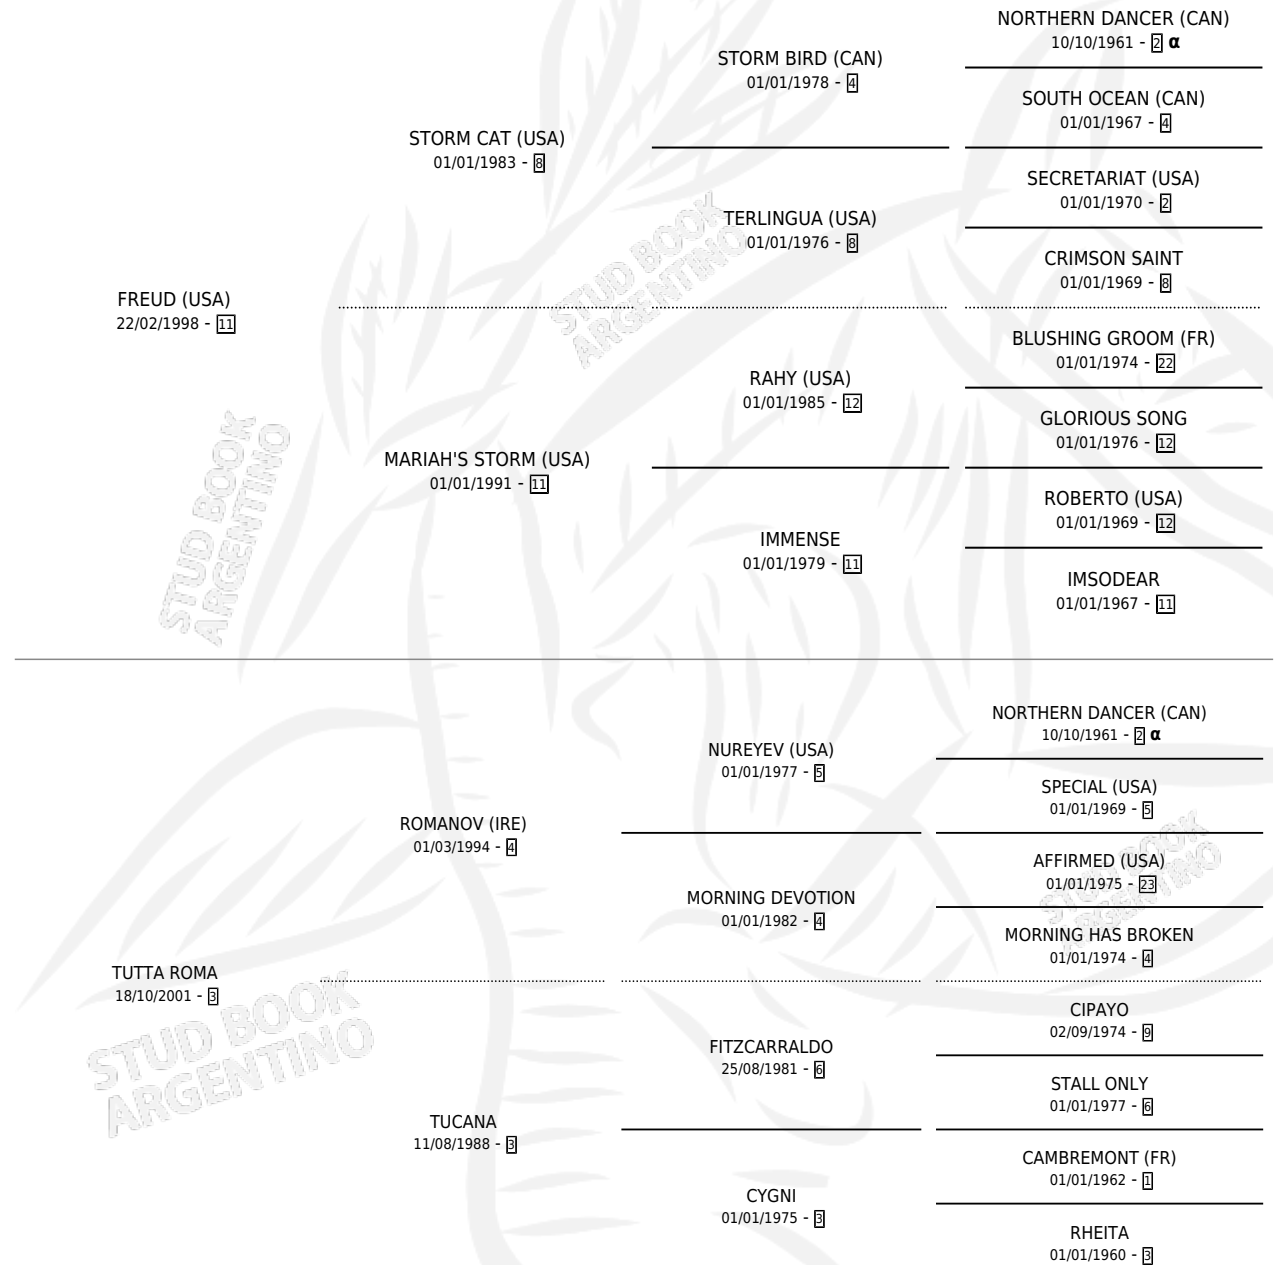 NORTHERN DANCER (CAN)
10/10/1961 - 2 α
STORM BIRD (CAN)
01/01/1978 - 4
SOUTH OCEAN (CAN)
01/01/1967 - 4
STORM CAT (USA)
01/01/1983 - 8
SECRETARIAT (USA)
01/01/1970 - 2
TERLINGUA (USA)
01/01/1976 - 8
CRIMSON SAINT
01/01/1969 - 8
STUD BOOK
ARGENTINO
FREUD (USA)
22/02/1998 - 11
BLUSHING GROOM (FR)
01/01/1974 - 22
RAHY (USA)
01/01/1985 - 12
GLORIOUS SONG
01/01/1976 - 12
MARIAH'S STORM (USA)
01/01/1991 - 11
ROBERTO (USA)
01/01/1969 - 12
IMMENSE
01/01/1979 - 11
IMSODEAR
01/01/1967 - 11
STUD BOOK
ARGENTINO
NORTHERN DANCER (CAN)
10/10/1961 - 2 α
NUREYEV (USA)
01/01/1977 - 5
SPECIAL (USA)
01/01/1969 - 5
ROMANOV (IRE)
01/03/1994 - 4
AFFIRMED (USA)
01/01/1975 - 23
MORNING DEVOTION
01/01/1982 - 4
MORNING HAS BROKEN
01/01/1974 - 4
STUD BOOK
ARGENTINO
TUTTA ROMA
18/10/2001 - 3
CIPAYO
02/09/1974 - 9
FITZCARRALDO
25/08/1981 - 6
STALL ONLY
01/01/1977 - 6
STUD BOOK
ARGENTINO
TUCANA
11/08/1988 - 3
CAMBREMONT (FR)
01/01/1962 - 1
CYGNI
01/01/1975 - 3
RHEITA
01/01/1960 - 3